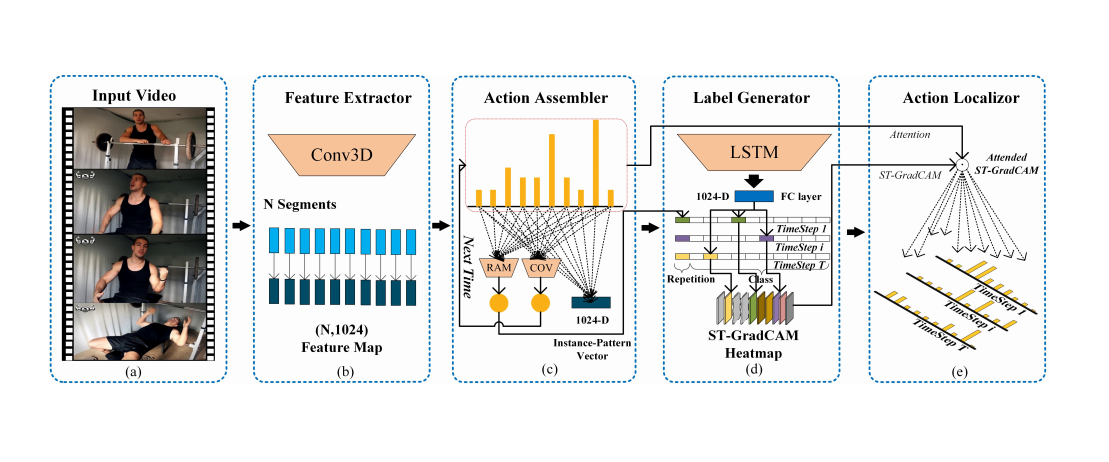 Input Video
(a)
Feature Extractor
Conv3D
N Segments
(N,1024)
Feature Map
(b)
Action Assembler
Next Time
RAM
COV
1024-D
Instance-Pattern
Vector
(c)
Label Generator
LSTM
1024-D
FC layer
TimeStep 1
TimeStep i
TimeStep T
Repetition
Class
ST-GradCAM
Heatmap
(d)
Action Localizor
Attention
ST-GradCAM
Attended
ST-GradCAM
TimeStep 1
TimeStep i
TimeStep T
(e)